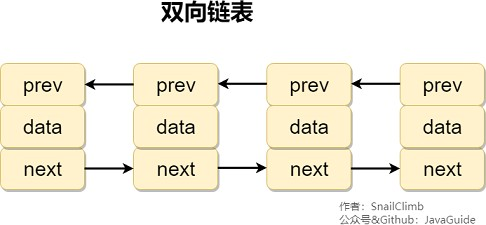 双向链表
prev prev prev prev
data data data data
next next next next
作者：SnailClimb
公众号&Github：JavaGuide